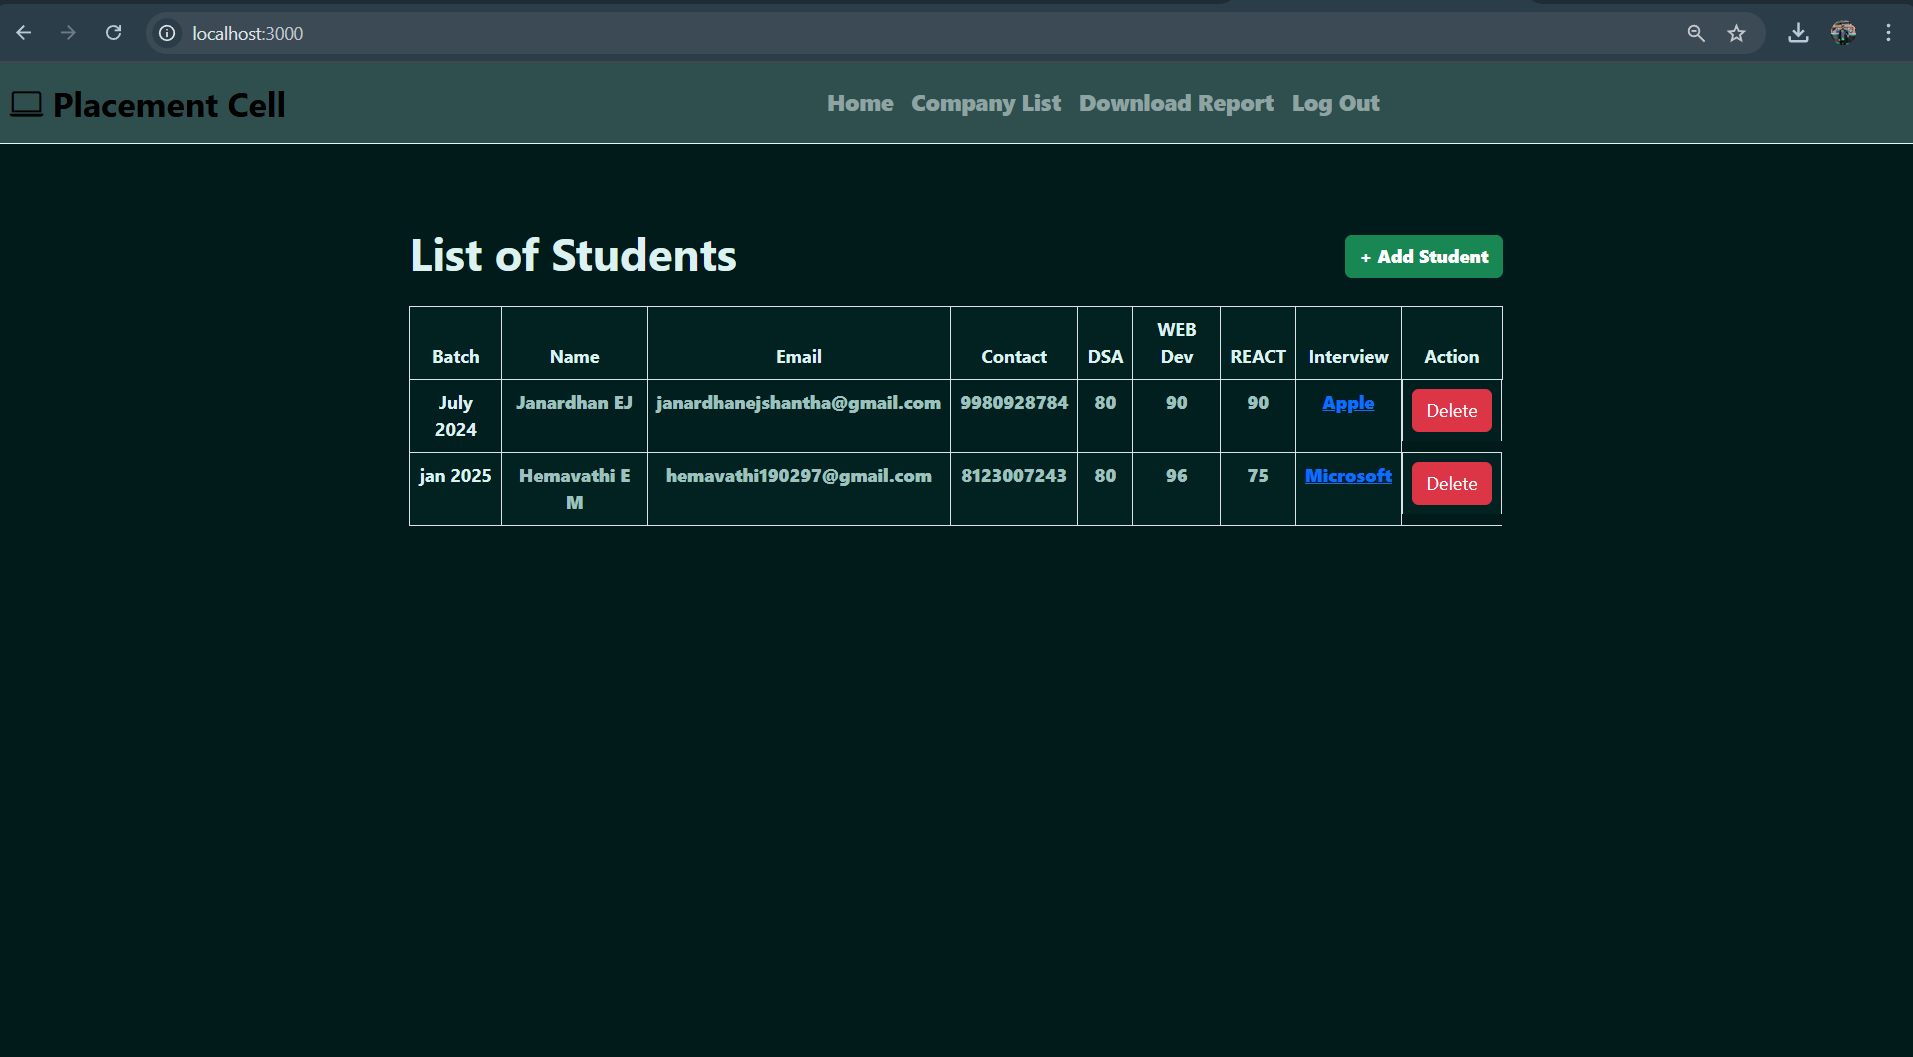 localhost:3000
Placement Cell
Home Company List Download Report Log Out
List of Students
+ Add Student
Batch Name Email Contact DSA WEB Dev REACT Interview Action
July 2024 Janardhan EJ janardhanejshantha@gmail.com 9980928784 80 90 90 Apple Delete
jan 2025 Hemavathi E M hemavathi190297@gmail.com 8123007243 80 96 75 Microsoft Delete